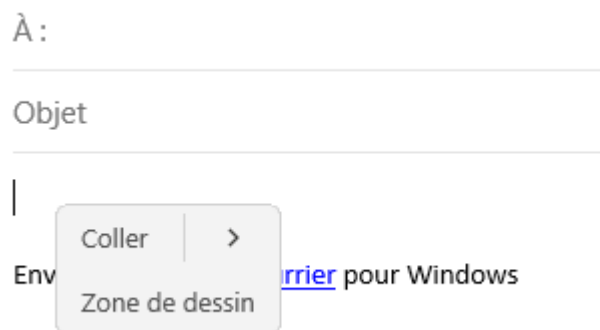 À :
Objet
Coller
Env rrier pour Windows
Zone de dessin